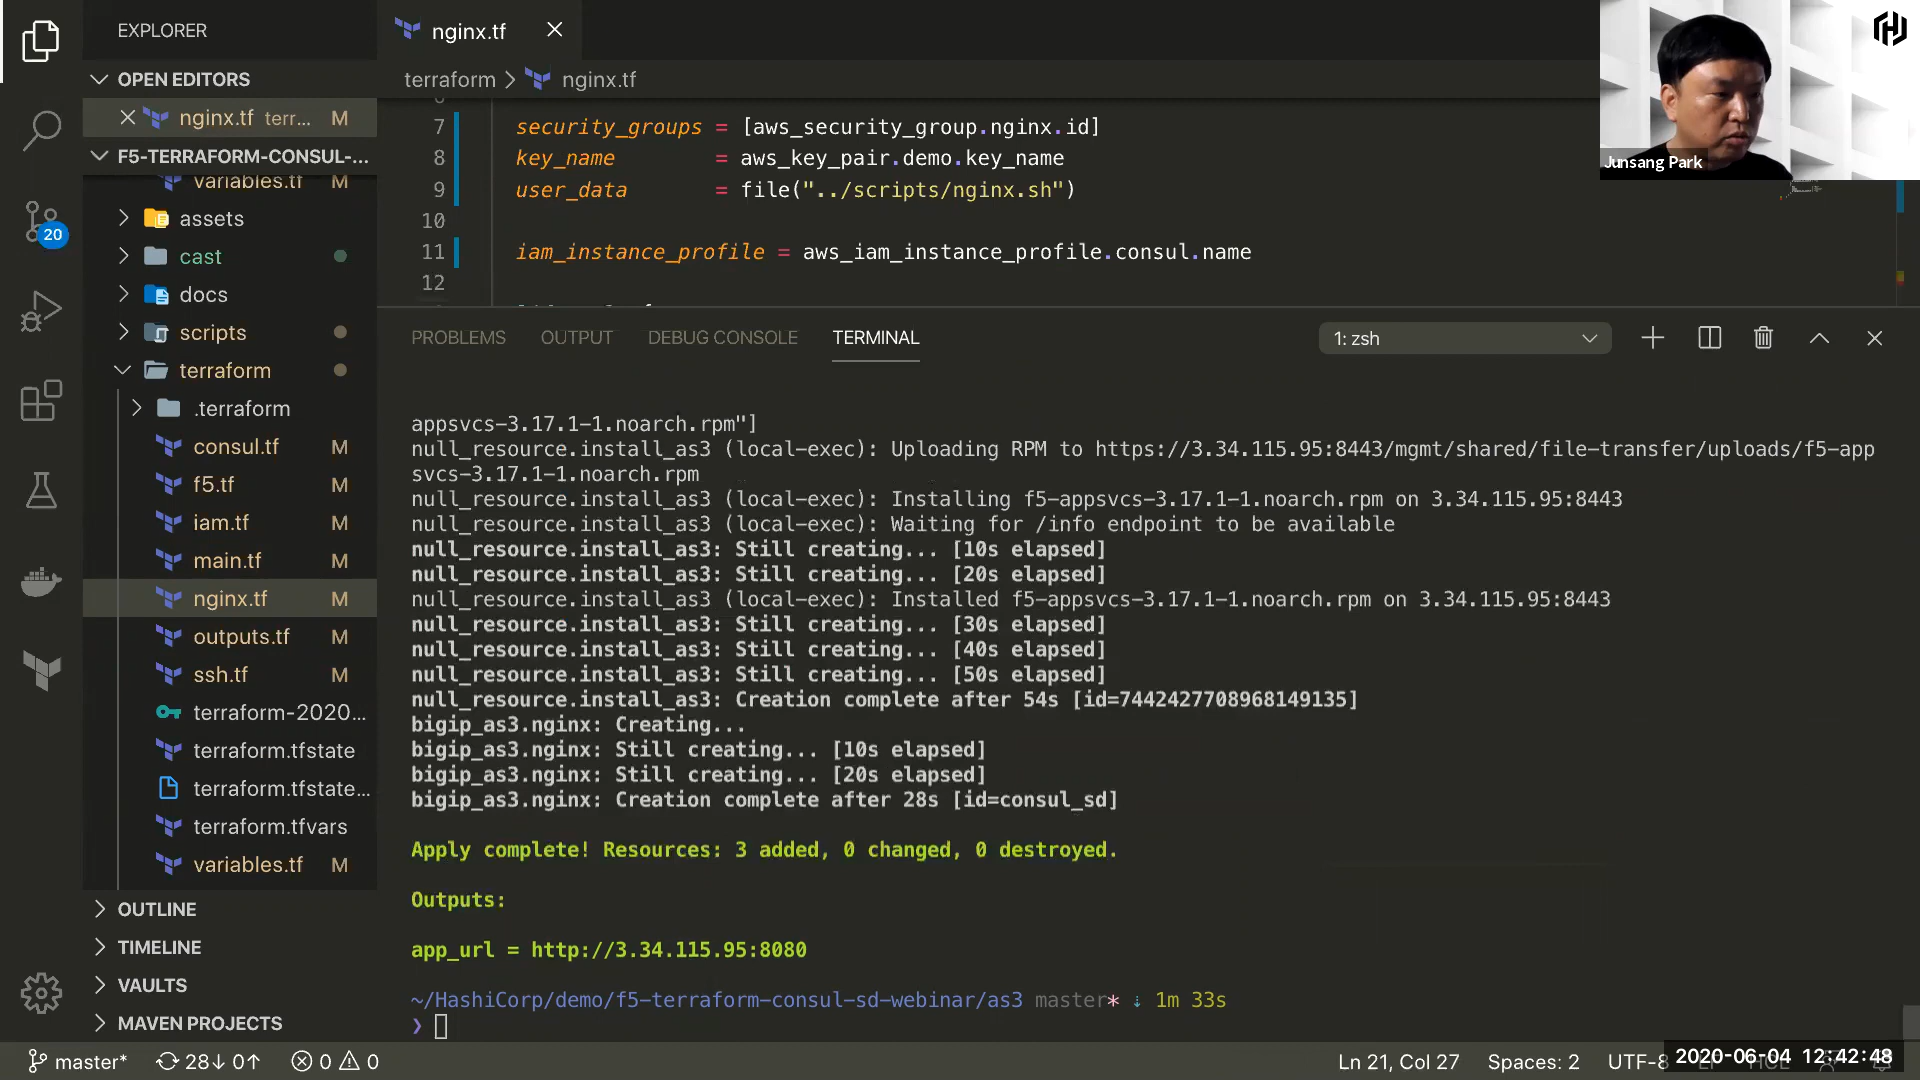 EXPLORER
OPEN EDITORS
nginx.tf terr... M
F5-TERRAFORM-CONSUL-...
variables.tf M
assets
cast
docs
scripts
terraform
.terraform
consul.tf M
f5.tf M
iam.tf M
main.tf M
nginx.tf M
outputs.tf M
ssh.tf M
terraform-2020...
terraform.tfstate
terraform.tfstate...
terraform.tfvars
variables.tf M
OUTLINE
TIMELINE
VAULTS
MAVEN PROJECTS
20
nginx.tf
terraform > nginx.tf
7 security_groups = [aws_security_group.nginx.id]
8 key_name = aws_key_pair.demo.key_name
9 user_data = file("../scripts/nginx.sh")
10
11 iam_instance_profile = aws_iam_instance_profile.consul.name
12
Junsang Park
PROBLEMS OUTPUT DEBUG CONSOLE TERMINAL 1: zsh
appsvcs-3.17.1-1.noarch.rpm"]
null_resource.install_as3 (local-exec): Uploading RPM to https://3.34.115.95:8443/mgmt/shared/file-transfer/uploads/f5-app
svcs-3.17.1-1.noarch.rpm
null_resource.install_as3 (local-exec): Installing f5-appsvcs-3.17.1-1.noarch.rpm on 3.34.115.95:8443
null_resource.install_as3 (local-exec): Waiting for /info endpoint to be available
null_resource.install_as3: Still creating... [10s elapsed]
null_resource.install_as3: Still creating... [20s elapsed]
null_resource.install_as3 (local-exec): Installed f5-appsvcs-3.17.1-1.noarch.rpm on 3.34.115.95:8443
null_resource.install_as3: Still creating... [30s elapsed]
null_resource.install_as3: Still creating... [40s elapsed]
null_resource.install_as3: Still creating... [50s elapsed]
null_resource.install_as3: Creation complete after 54s [id=7442427708968149135]
bigip_as3.nginx: Creating...
bigip_as3.nginx: Still creating... [10s elapsed]
bigip_as3.nginx: Still creating... [20s elapsed]
bigip_as3.nginx: Creation complete after 28s [id=consul_sd]
Apply complete! Resources: 3 added, 0 changed, 0 destroyed.
Outputs:
app_url = http://3.34.115.95:8080
~/HashiCorp/demo/f5-terraform-consul-sd-webinar/as3 master* ⇣ 1m 33s
❯
master* 28↓ 0↑ 0 0 Ln 21, Col 27 Spaces: 2 UTF-8
2020-06-04 12:42:48